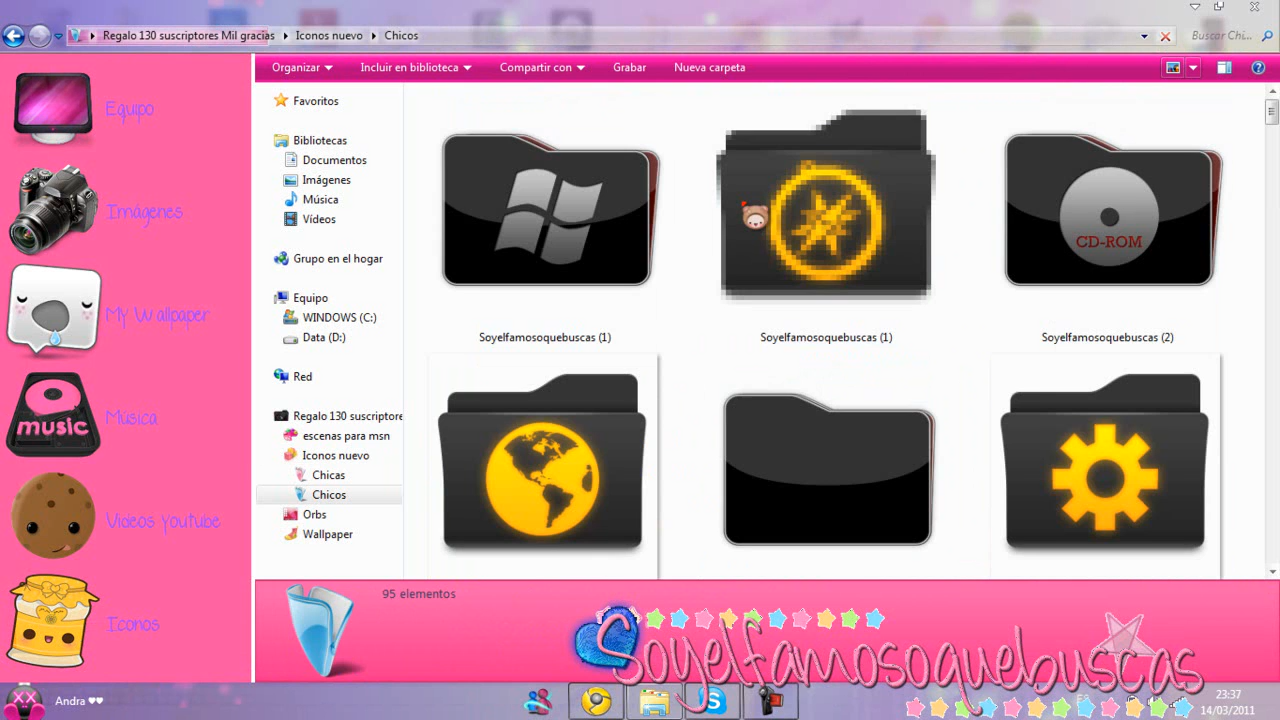 Regalo 130 suscriptores Mil gracias Iconos nuevo Chicos
Buscar Chi...
Organizar Incluir en biblioteca Compartir con Grabar Nueva carpeta
Equipo
Imágenes
My Wallpaper
Música
music
Videos youtube
Iconos
Favoritos
Bibliotecas
Documentos
Imágenes
Música
Vídeos
Grupo en el hogar
Equipo
WINDOWS (C:)
Data (D:)
Red
Regalo 130 suscriptore
escenas para msn
Iconos nuevo
Chicas
Chicos
Orbs
Wallpaper
CD-ROM
Soyelfamosoquebuscas (1)
Soyelfamosoquebuscas (1)
Soyelfamosoquebuscas (2)
95 elementos
Soyelfamosoquebuscas
Andra ♥♥
23:37
14/03/2011